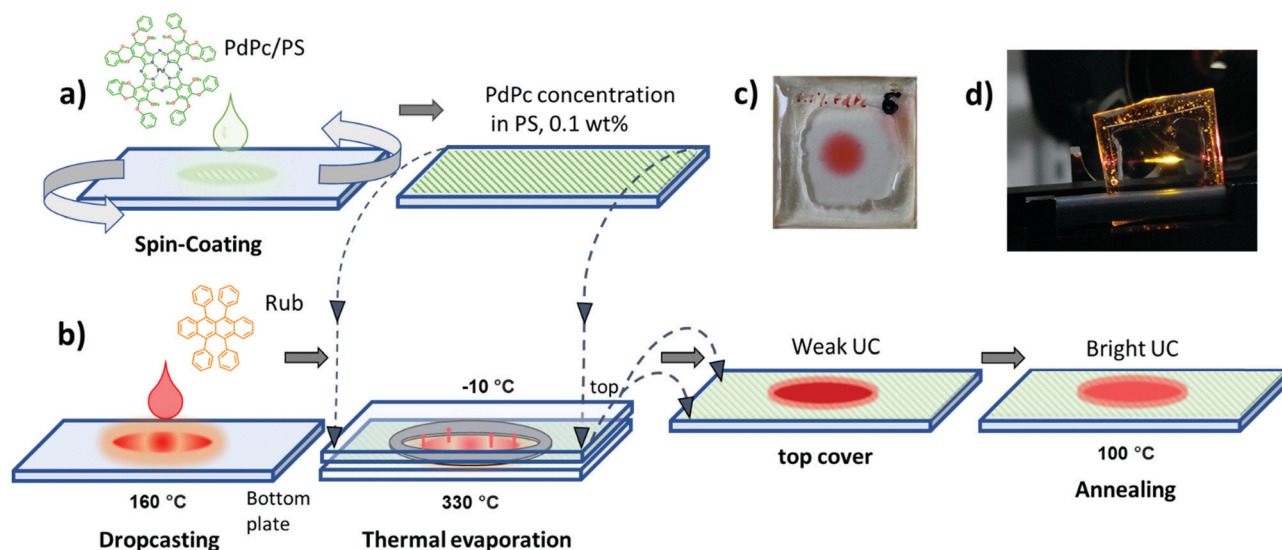 a)
PdPc/PS
PdPc concentration
in PS, 0.1 wt%
Spin-Coating
c)
d)
b)
Rub
160 °C
Bottom
plate
Dropcasting
-10 °C
top
330 °C
Thermal evaporation
Weak UC
top cover
Bright UC
100 °C
Annealing